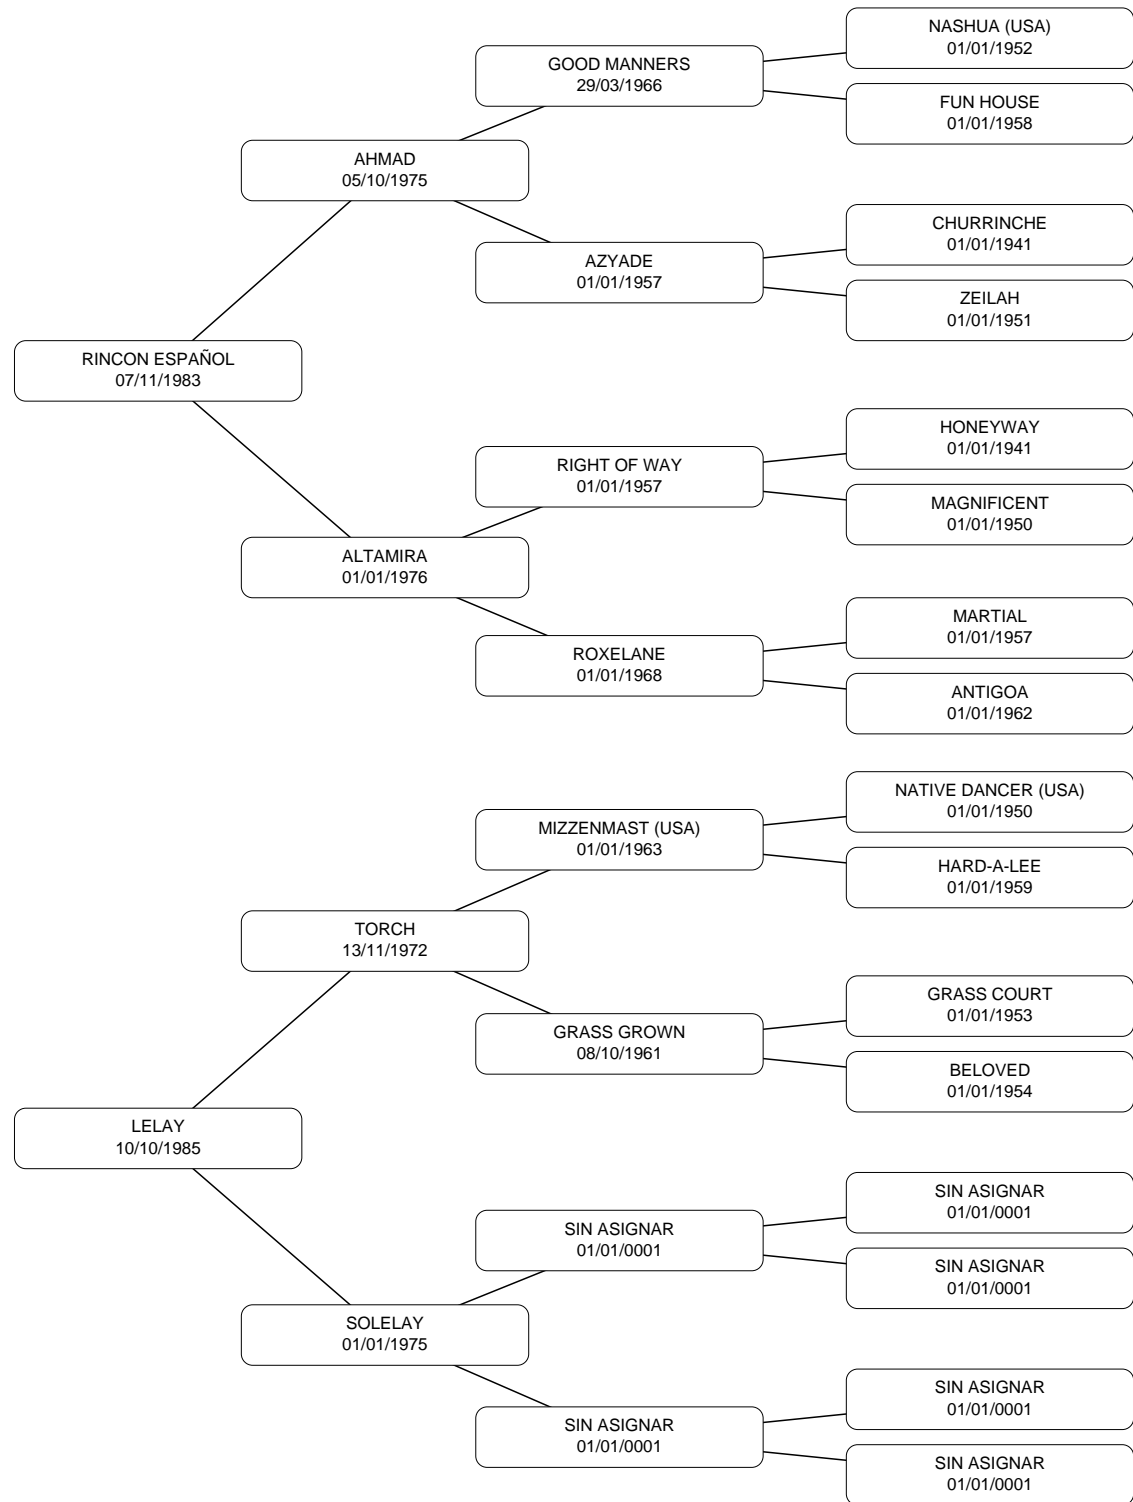 NASHUA (USA)
01/01/1952
GOOD MANNERS
29/03/1966
FUN HOUSE
01/01/1958
AHMAD
05/10/1975
CHURRINCHE
01/01/1941
AZYADE
01/01/1957
ZEILAH
01/01/1951
RINCON ESPAÑOL
07/11/1983
HONEYWAY
01/01/1941
RIGHT OF WAY
01/01/1957
MAGNIFICENT
01/01/1950
ALTAMIRA
01/01/1976
MARTIAL
01/01/1957
ROXELANE
01/01/1968
ANTIGOA
01/01/1962
NATIVE DANCER (USA)
01/01/1950
MIZZENMAST (USA)
01/01/1963
HARD-A-LEE
01/01/1959
TORCH
13/11/1972
GRASS COURT
01/01/1953
GRASS GROWN
08/10/1961
BELOVED
01/01/1954
LELAY
10/10/1985
SIN ASIGNAR
01/01/0001
SIN ASIGNAR
01/01/0001
SIN ASIGNAR
01/01/0001
SOLELAY
01/01/1975
SIN ASIGNAR
01/01/0001
SIN ASIGNAR
01/01/0001
SIN ASIGNAR
01/01/0001